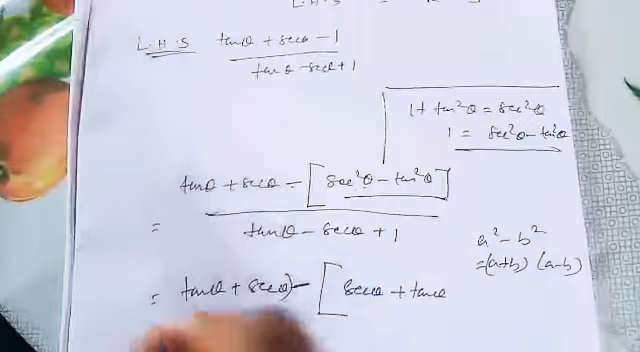 L.H.S
L.H.S tanθ + secθ - 1
tanθ - secθ + 1
1 + tan²θ = sec²θ
1 = sec²θ - tan²θ
tanθ + secθ - [sec²θ - tan²θ]
= tanθ - secθ + 1
a² - b²
= (a+b) (a-b)
= tanθ + secθ) - [secθ + tanθ